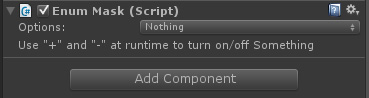 Enum Mask (Script)
Options: Nothing
Use "+" and "-" at runtime to turn on/off Something
Add Component